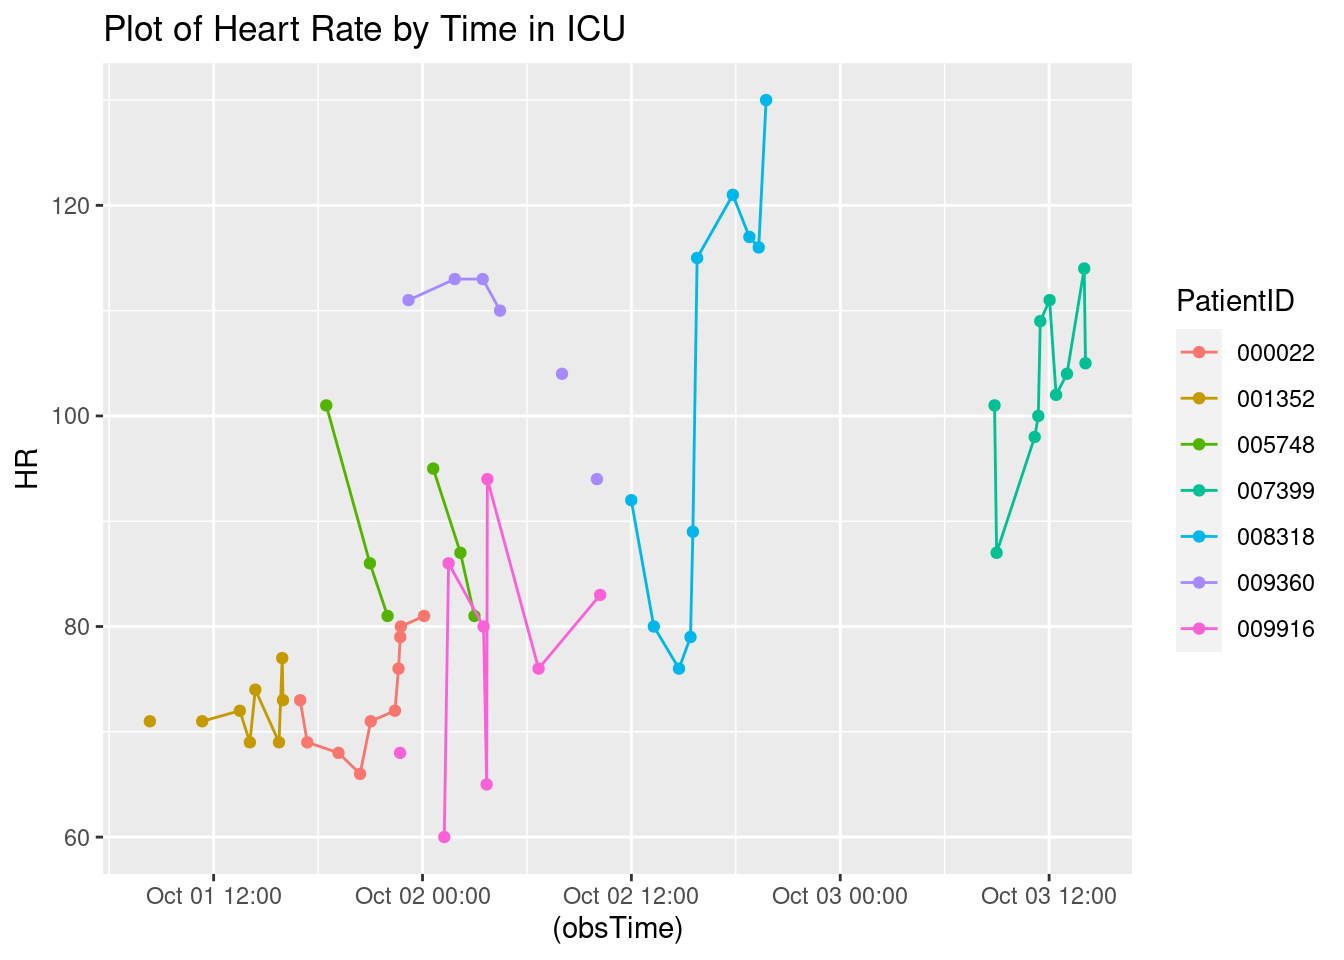 Plot of Heart Rate by Time in ICU
HR
120
100
80
60
Oct 01 12:00
Oct 02 00:00
Oct 02 12:00
Oct 03 00:00
Oct 03 12:00
(obsTime)
PatientID
000022
001352
005748
007399
008318
009360
009916